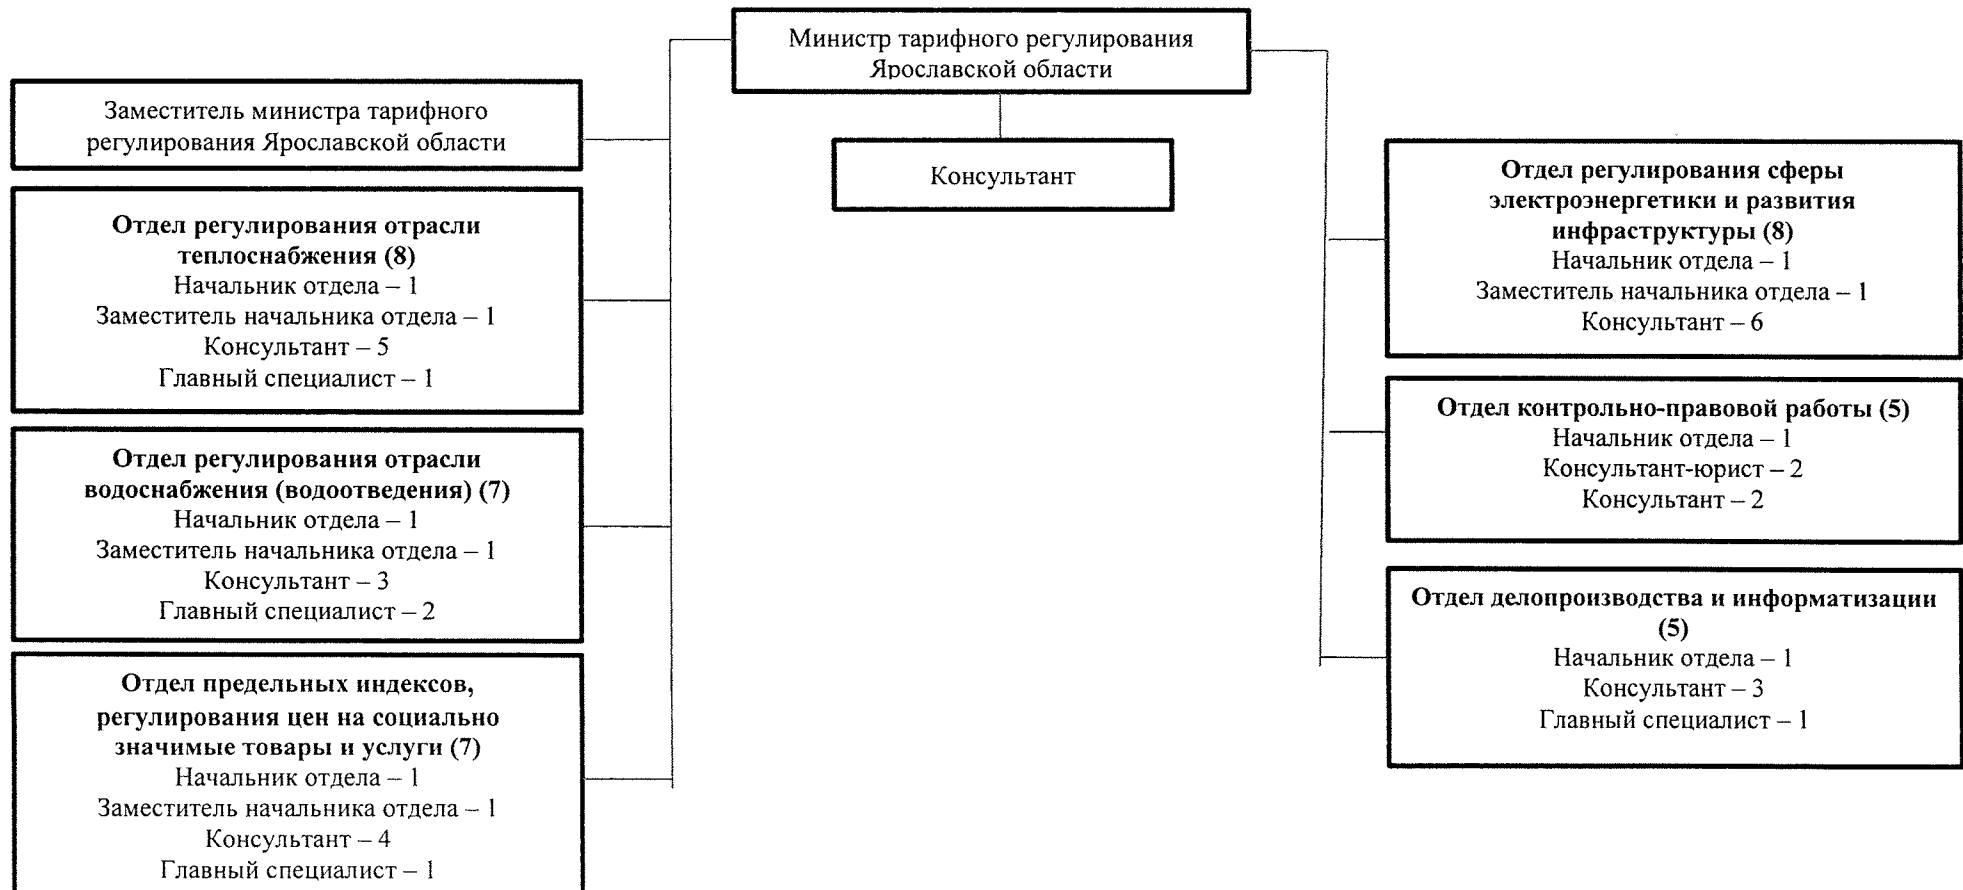 Министр тарифного регулирования
Ярославской области
Консультант
Заместитель министра тарифного
регулирования Ярославской области
Отдел регулирования отрасли
теплоснабжения (8)
Начальник отдела – 1
Заместитель начальника отдела – 1
Консультант – 5
Главный специалист – 1
Отдел регулирования отрасли
водоснабжения (водоотведения) (7)
Начальник отдела – 1
Заместитель начальника отдела – 1
Консультант – 3
Главный специалист – 2
Отдел предельных индексов,
регулирования цен на социально
значимые товары и услуги (7)
Начальник отдела – 1
Заместитель начальника отдела – 1
Консультант – 4
Главный специалист – 1
Отдел регулирования сферы
электроэнергетики и развития
инфраструктуры (8)
Начальник отдела – 1
Заместитель начальника отдела – 1
Консультант – 6
Отдел контрольно-правовой работы (5)
Начальник отдела – 1
Консультант-юрист – 2
Консультант – 2
Отдел делопроизводства и информатизации
(5)
Начальник отдела – 1
Консультант – 3
Главный специалист – 1